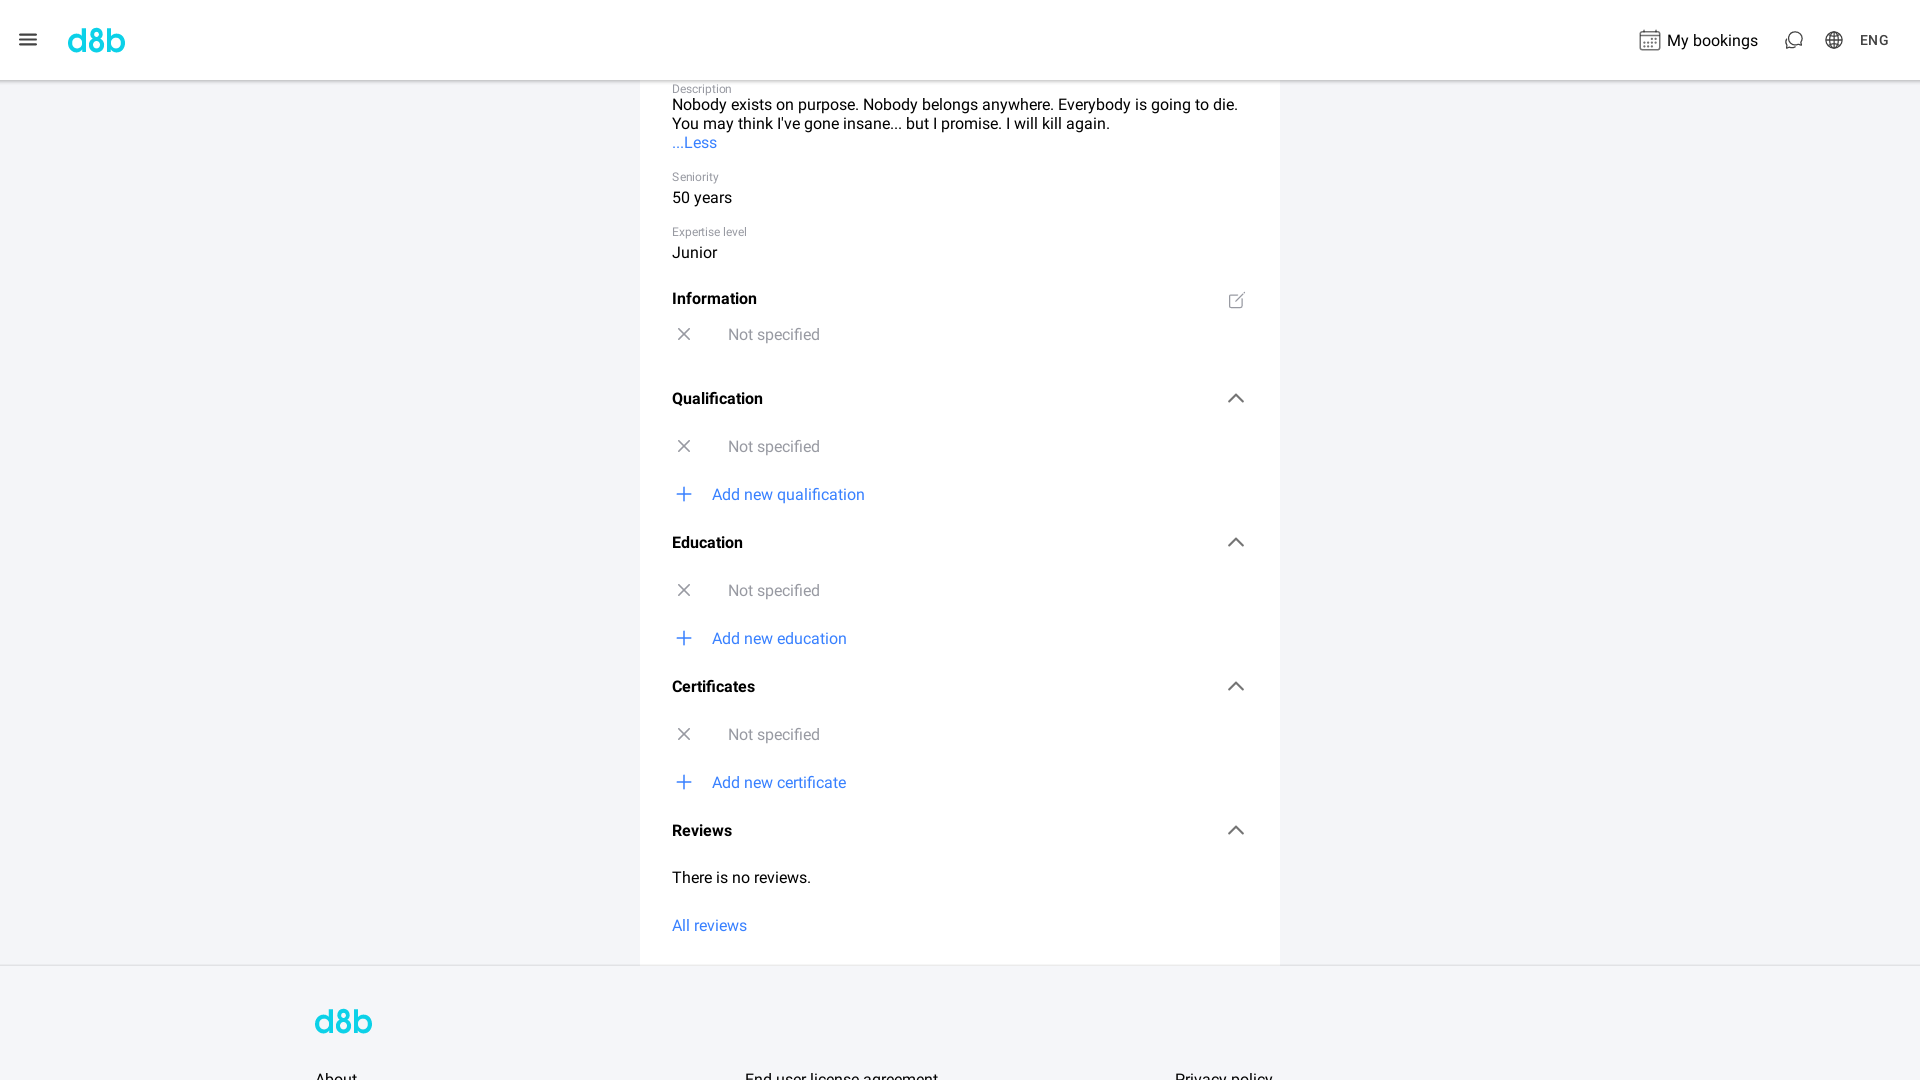 d8b
My bookings
ENG
Description
Nobody exists on purpose. Nobody belongs anywhere. Everybody is going to die.
You may think I've gone insane... but I promise. I will kill again.
...Less
Seniority
50 years
Expertise level
Junior
Information
Not specified
Qualification
Not specified
Add new qualification
Education
Not specified
Add new education
Certificates
Not specified
Add new certificate
Reviews
There is no reviews.
All reviews
d8b
About
End user license agreement
Privacy policy